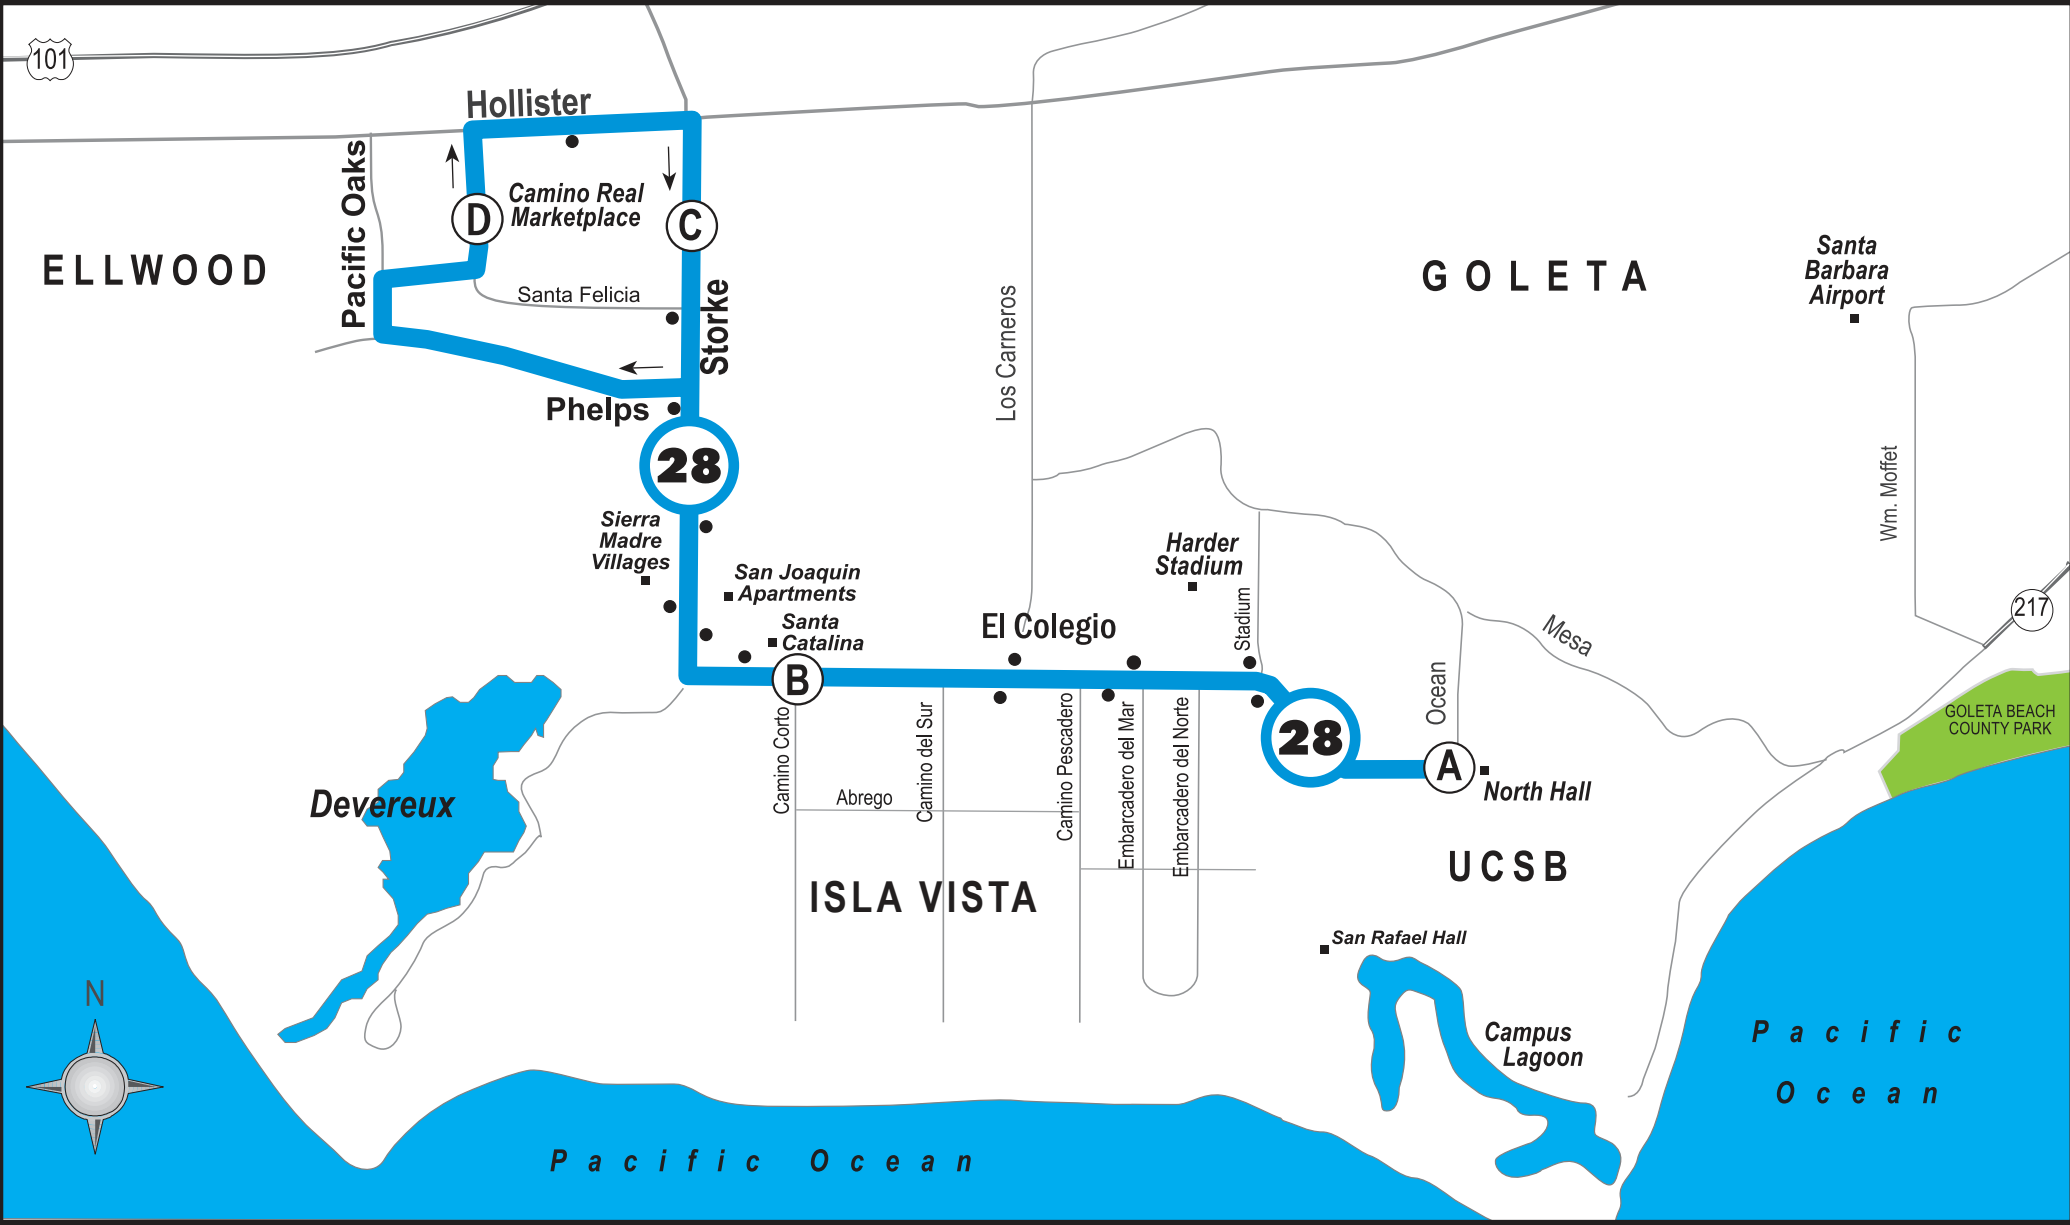 101
Hollister
Pacific Oaks
Camino Real
Marketplace
D
C
ELLWOOD
Santa Felicia
Storke
Phelps
28
Los Carneros
GOLETA
Santa
Barbara
Airport
Wm. Moffet
217
Sierra
Madre
Villages
San Joaquin
Apartments
Santa
Catalina
B
El Colegio
Harder
Stadium
Stadium
Mesa
Ocean
28
A
North Hall
GOLETA BEACH
COUNTY PARK
Camino Corto
Camino del Sur
Camino Pescadero
Embarcadero del Mar
Embarcadero del Norte
Abrego
Devereux
ISLA VISTA
UCSB
San Rafael Hall
Campus
Lagoon
N
Pacific
Ocean
Pacific Ocean